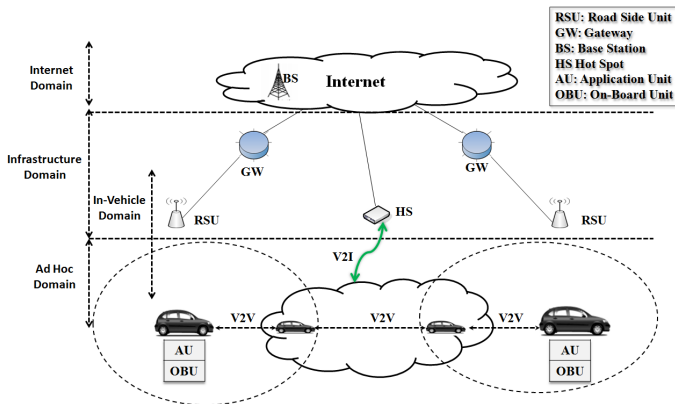 RSU: Road Side Unit
GW: Gateway
BS: Base Station
HS Hot Spot
AU: Application Unit
OBU: On-Board Unit
Internet
Domain
BS
Internet
Infrastructure
Domain
GW
GW
In-Vehicle
Domain
RSU
HS
RSU
Ad Hoc
Domain
V2I
V2V
V2V
V2V
AU
OBU
AU
OBU